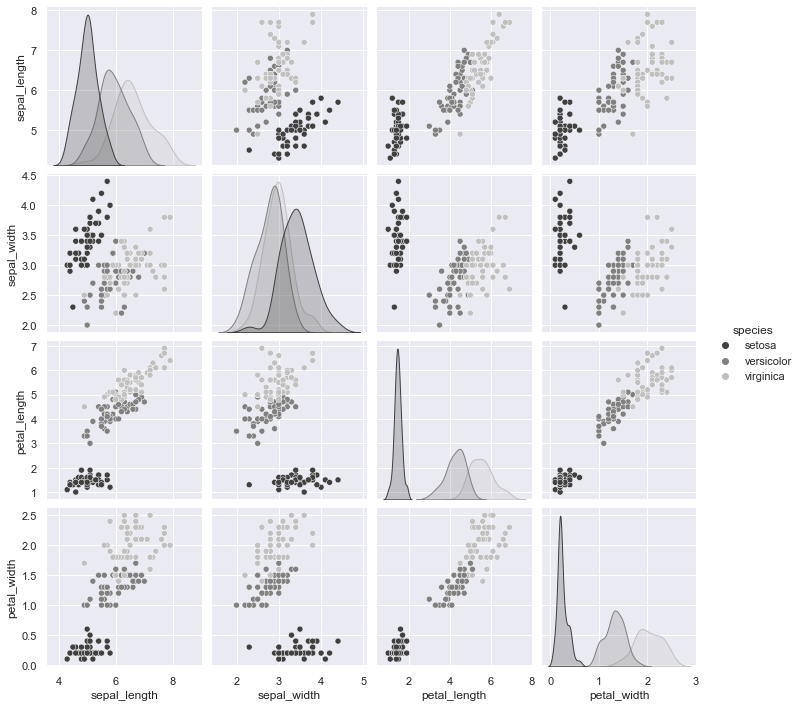 8
7
6
5
sepal_length
4.5
4.0
3.5
3.0
2.5
2.0
sepal_width
7
6
5
4
3
2
1
petal_length
2.5
2.0
1.5
1.0
0.5
0.0
petal_width
4 6 8
sepal_length
2 3 4 5
sepal_width
2 4 6 8
petal_length
0 1 2 3
petal_width
species
setosa
versicolor
virginica